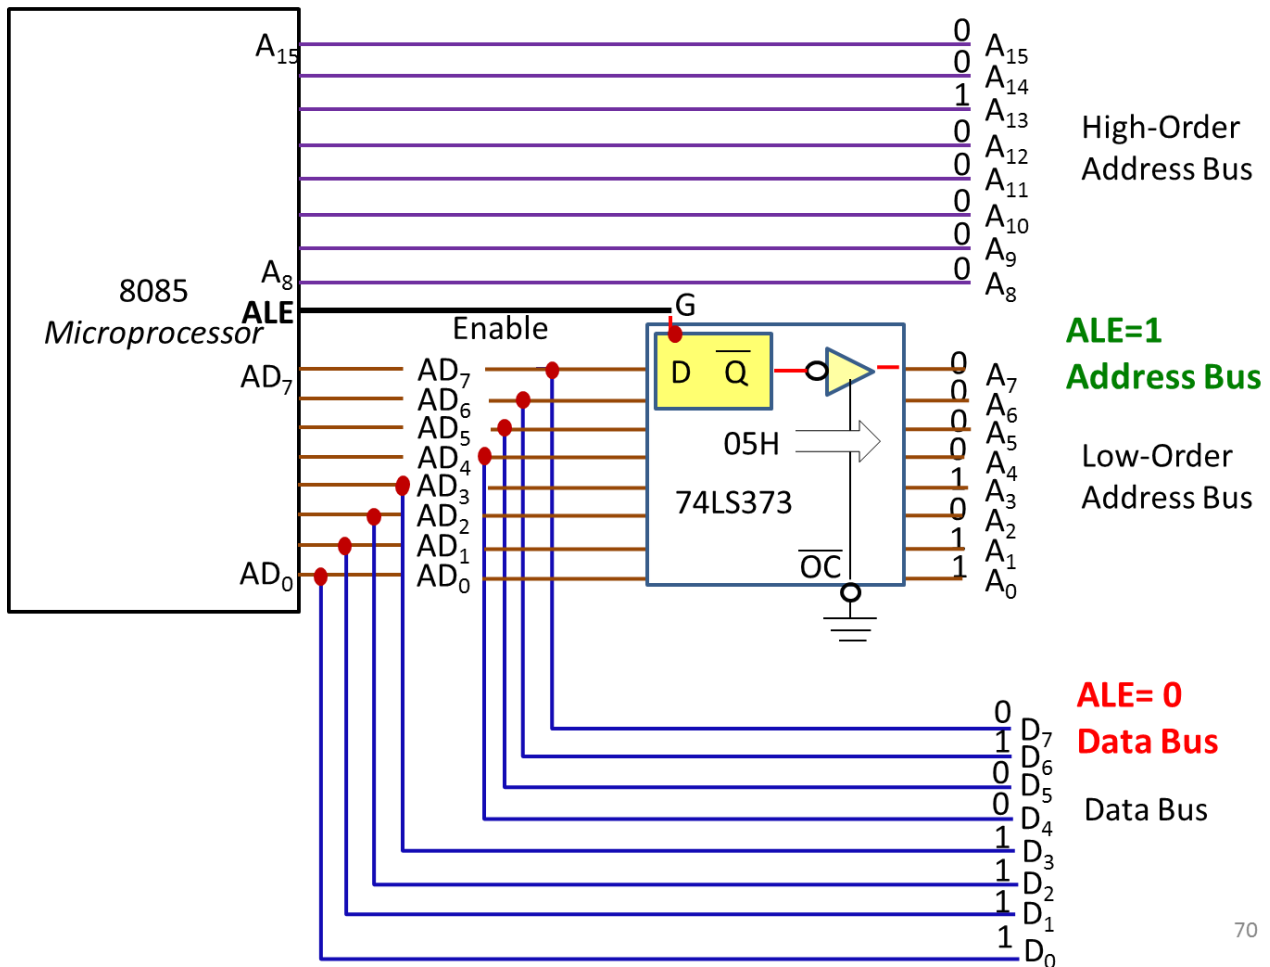 A15
0 A15
0 A14
1 A13
0 A12
0 A11
0 A10
0 A9
0 A8
High-Order
Address Bus
A8
8085
Microprocessor
ALE
Enable
G
ALE=1
Address Bus
AD7
AD7
AD6
AD5
AD4
AD3
AD2
AD1
AD0
AD0
D Q̅
05H
74LS373
O̅C̅
0 A7
0 A6
0 A5
0 A4
1 A3
0 A2
1 A1
1 A0
Low-Order
Address Bus
ALE= 0
Data Bus
0 D7
1 D6
0 D5
0 D4
1 D3
1 D2
1 D1
1 D0
Data Bus
70